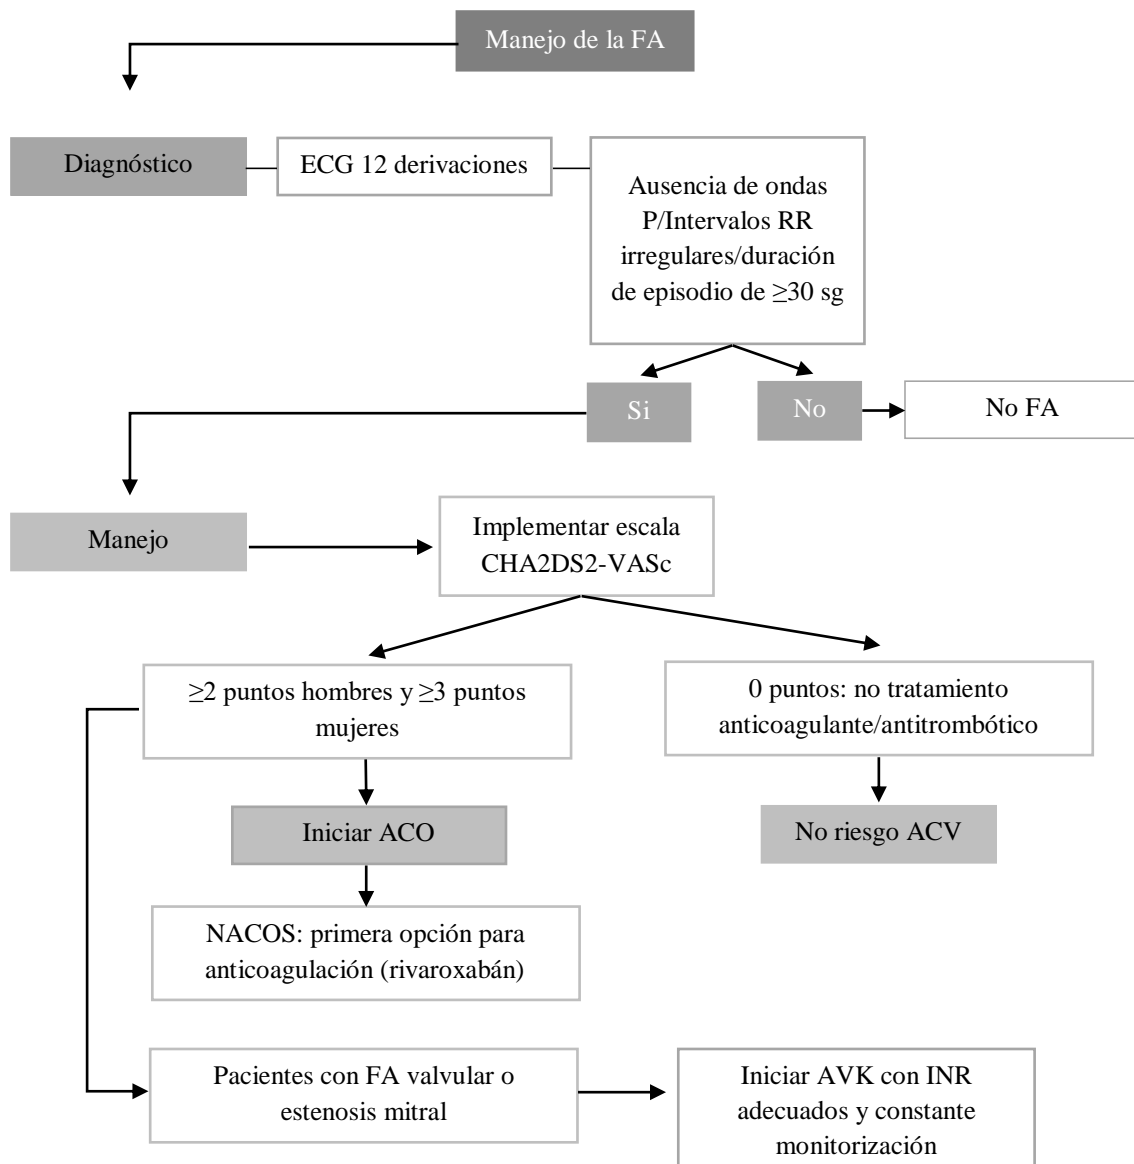 Manejo de la FA
Diagnóstico
ECG 12 derivaciones
Ausencia de ondas
P/Intervalos RR
irregulares/duración
de episodio de ≥30 sg
Si
No
No FA
Manejo
Implementar escala
CHA2DS2-VASc
≥2 puntos hombres y ≥3 puntos
mujeres
0 puntos: no tratamiento
anticoagulante/antitrombótico
Iniciar ACO
No riesgo ACV
NACOS: primera opción para
anticoagulación (rivaroxabán)
Pacientes con FA valvular o
estenosis mitral
Iniciar AVK con INR
adecuados y constante
monitorización